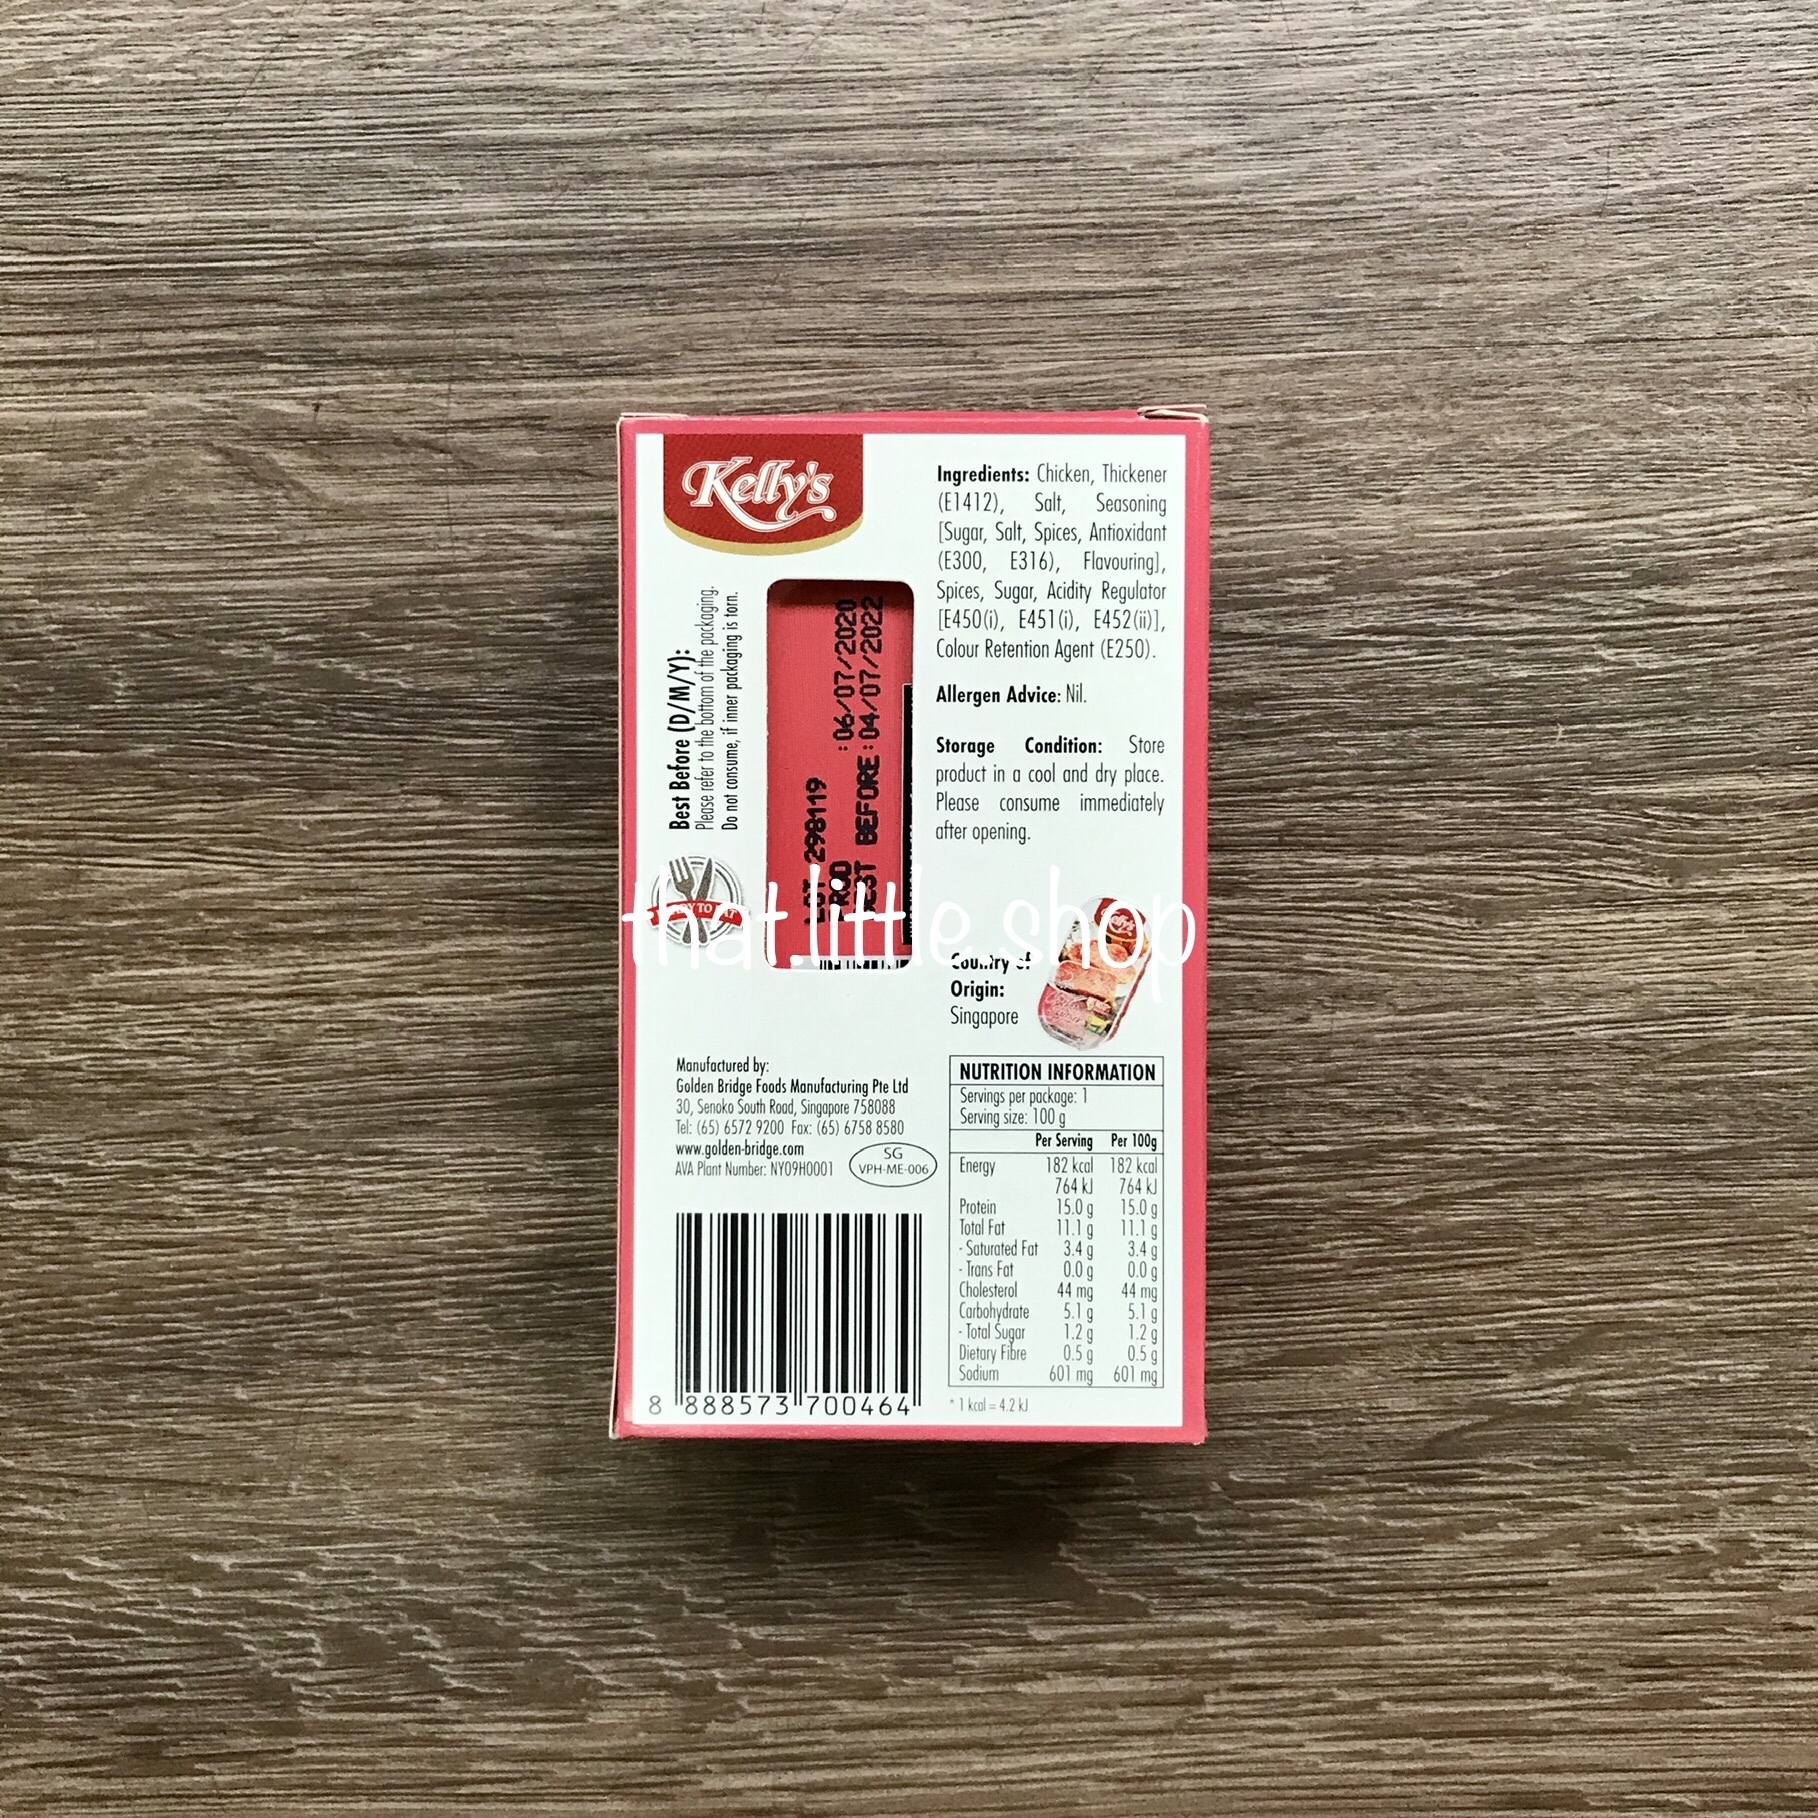 Kelly's
Best Before (D/M/Y):
Please refer to the bottom of the packaging.
Do not consume, if inner packaging is torn.
LOT 298119
PROD : 06/07/2020
BEST BEFORE : 04/07/2022
Ingredients: Chicken, Thickener
(E1412), Salt, Seasoning
[Sugar, Salt, Spices, Antioxidant
(E300, E316), Flavouring],
Spices, Sugar, Acidity Regulator
[E450(i), E451(i), E452(ii)],
Colour Retention Agent (E250).
Allergen Advice: Nil.
Storage Condition: Store
product in a cool and dry place.
Please consume immediately
after opening.
that.little.shop
Country of
Origin:
Singapore
Kelly's
Manufactured by:
Golden Bridge Foods Manufacturing Pte Ltd
30, Senoko South Road, Singapore 758088
Tel: (65) 6572 9200 Fax: (65) 6758 8580
www.golden-bridge.com
AVA Plant Number: NY09H0001
SG
VPH-ME-006
8 888573 700464
NUTRITION INFORMATION
Servings per package: 1
Serving size: 100 g
Per Serving Per 100g
Energy 182 kcal 182 kcal
764 kJ 764 kJ
Protein 15.0 g 15.0 g
Total Fat 11.1 g 11.1 g
- Saturated Fat 3.4 g 3.4 g
- Trans Fat 0.0 g 0.0 g
Cholesterol 44 mg 44 mg
Carbohydrate 5.1 g 5.1 g
- Total Sugar 1.2 g 1.2 g
Dietary Fibre 0.5 g 0.5 g
Sodium 601 mg 601 mg
* 1 kcal = 4.2 kJ